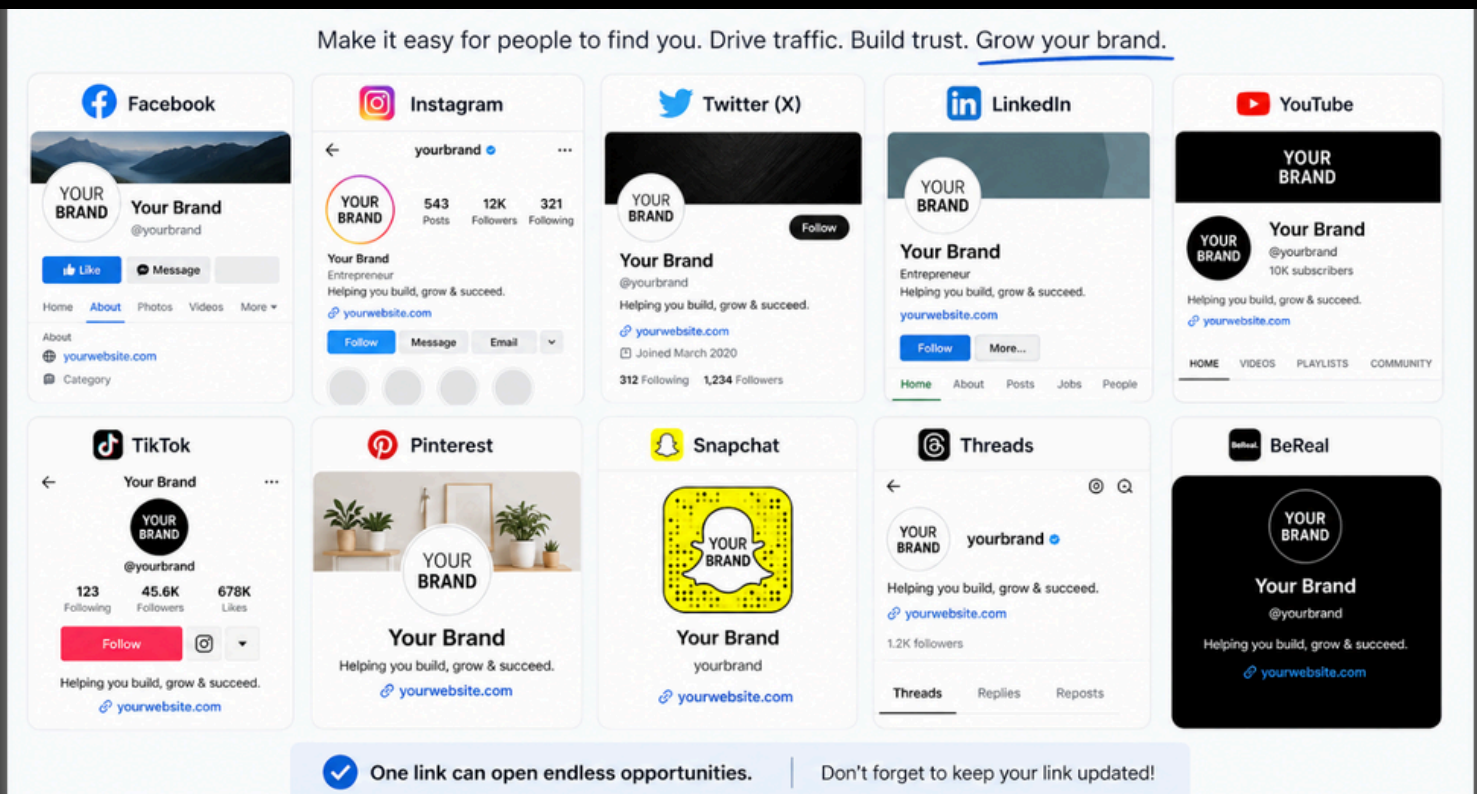 Make it easy for people to find you. Drive traffic. Build trust. Grow your brand.
Facebook
YOUR
BRAND
Your Brand
@yourbrand
Like
Message
Home About Photos Videos More
About
yourwebsite.com
Category
Instagram
yourbrand
YOUR
BRAND
543 12K 321
Posts Followers Following
Your Brand
Entrepreneur
Helping you build, grow & succeed.
yourwebsite.com
Follow Message Email
Twitter (X)
YOUR
BRAND
Follow
Your Brand
@yourbrand
Helping you build, grow & succeed.
yourwebsite.com
Joined March 2020
312 Following 1,234 Followers
LinkedIn
in
YOUR
BRAND
Your Brand
Entrepreneur
Helping you build, grow & succeed.
yourwebsite.com
Follow More...
Home About Posts Jobs People
YouTube
YOUR
BRAND
YOUR
BRAND
Your Brand
@yourbrand
10K subscribers
Helping you build, grow & succeed.
yourwebsite.com
HOME VIDEOS PLAYLISTS COMMUNITY
TikTok
Your Brand
YOUR
BRAND
@yourbrand
123 45.6K 678K
Following Followers Likes
Follow
Helping you build, grow & succeed.
yourwebsite.com
Pinterest
YOUR
BRAND
Your Brand
Helping you build, grow & succeed.
yourwebsite.com
Snapchat
YOUR
BRAND
Your Brand
yourbrand
yourwebsite.com
Threads
YOUR
BRAND
yourbrand
Helping you build, grow & succeed.
yourwebsite.com
1.2K followers
Threads Replies Reposts
BeReal.
BeReal
YOUR
BRAND
Your Brand
@yourbrand
Helping you build, grow & succeed.
yourwebsite.com
One link can open endless opportunities.
Don't forget to keep your link updated!